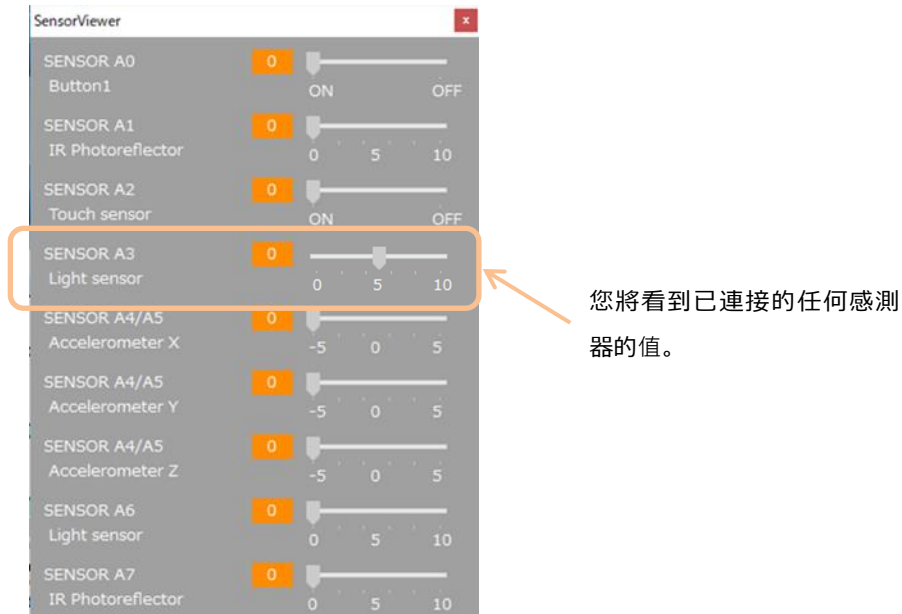 SensorViewer x
SENSOR A0 0
Button1 ON OFF
SENSOR A1 0
IR Photoreflector 0 5 10
SENSOR A2 0
Touch sensor ON OFF
SENSOR A3 0
Light sensor 0 5 10
SENSOR A4/A5 0
Accelerometer X -5 0 5
SENSOR A4/A5 0
Accelerometer Y -5 0 5
SENSOR A4/A5 0
Accelerometer Z -5 0 5
SENSOR A6 0
Light sensor 0 5 10
SENSOR A7 0
IR Photoreflector 0 5 10
您將看到已連接的任何感測
器的值。